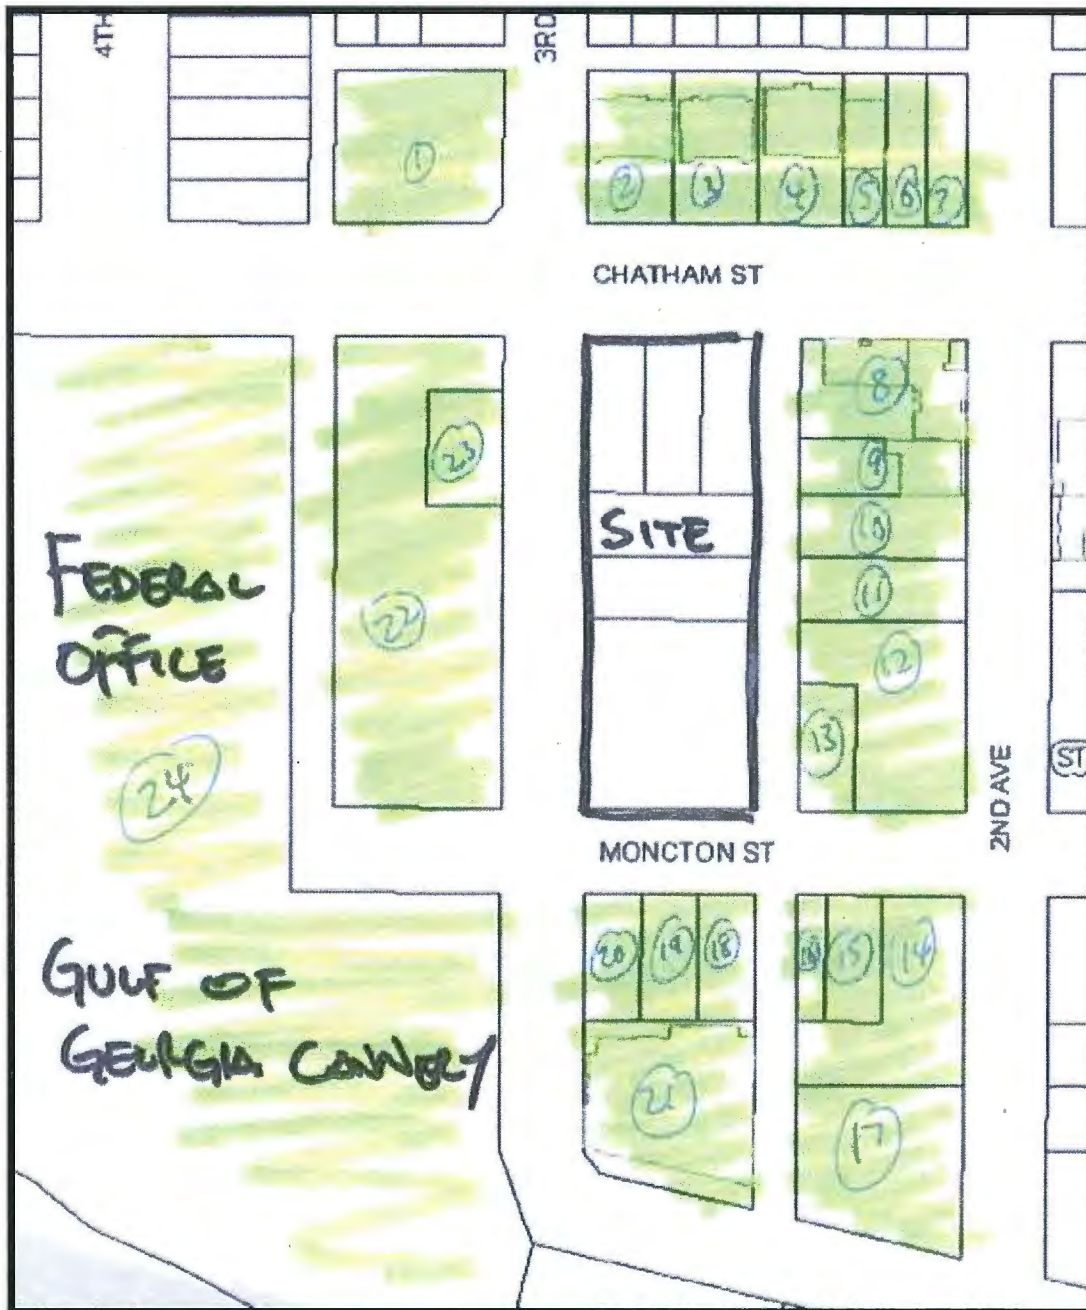 4TH
3RD
1
2 3 4 5 6 7
CHATHAM ST
8
23
9
SITE
10
FEDERAL
OFFICE
11
22
12
13
24
ST
2ND AVE
MONCTON ST
20 19 18 16 15 14
GULF OF
GEORGIA CANNERY
21
17